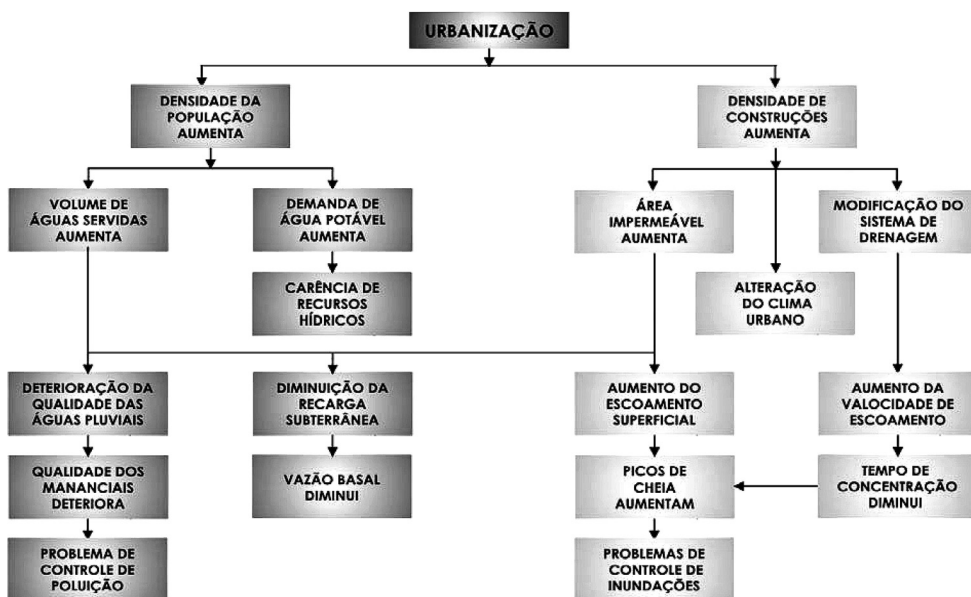 URBANIZAÇÃO
DENSIDADE DA
POPULAÇÃO
AUMENTA
DENSIDADE DE
CONSTRUÇÕES
AUMENTA
VOLUME DE
ÁGUAS SERVIDAS
AUMENTA
DEMANDA DE
ÁGUA POTÁVEL
AUMENTA
ÁREA
IMPERMEÁVEL
AUMENTA
MODIFICAÇÃO DO
SISTEMA DE
DRENAGEM
CARÊNCIA DE
RECURSOS
HÍDRICOS
ALTERAÇÃO
DO CLIMA
URBANO
DETERIORAÇÃO DA
QUALIDADE DAS
ÁGUAS PLUVIAIS
DIMINUIÇÃO DA
RECARGA
SUBTERRÂNEA
AUMENTO DO
ESCOAMENTO
SUPERFICIAL
AUMENTO DA
VALOCIDADE DE
ESCOAMENTO
QUALIDADE DOS
MANANCIAIS
DETERIORA
VAZÃO BASAL
DIMINUI
PICOS DE
CHEIA
AUMENTAM
TEMPO DE
CONCENTRAÇÃO
DIMINUI
PROBLEMA DE
CONTROLE DE
POLUIÇÃO
PROBLEMAS DE
CONTROLE DE
INUNDAÇÕES